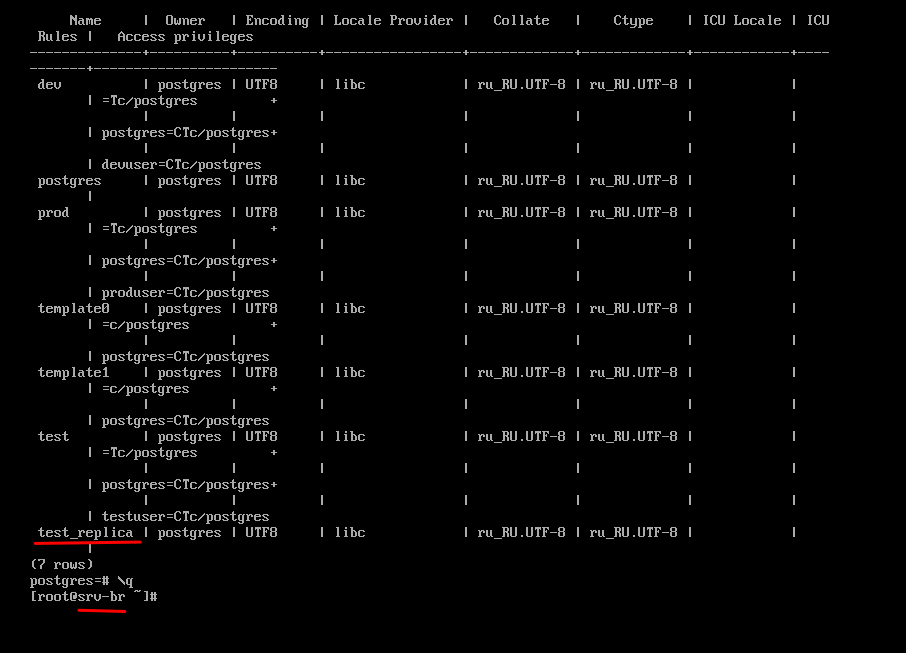 Name     | Owner    | Encoding | Locale Provider |   Collate   |    Ctype    | ICU Locale | ICU
 Rules |   Access privileges
--------------+----------+----------+-----------------+-------------+-------------+------------+----
-------+-----------------------
 dev          | postgres | UTF8     | libc            | ru_RU.UTF-8 | ru_RU.UTF-8 |            |
       | =Tc/postgres         +
              |          |          |                 |             |             |            |
       | postgres=CTc/postgres+
              |          |          |                 |             |             |            |
       | devuser=CTc/postgres
 postgres     | postgres | UTF8     | libc            | ru_RU.UTF-8 | ru_RU.UTF-8 |            |
       |
 prod         | postgres | UTF8     | libc            | ru_RU.UTF-8 | ru_RU.UTF-8 |            |
       | =Tc/postgres         +
              |          |          |                 |             |             |            |
       | postgres=CTc/postgres+
              |          |          |                 |             |             |            |
       | produser=CTc/postgres
 template0    | postgres | UTF8     | libc            | ru_RU.UTF-8 | ru_RU.UTF-8 |            |
       | =c/postgres          +
              |          |          |                 |             |             |            |
       | postgres=CTc/postgres
 template1    | postgres | UTF8     | libc            | ru_RU.UTF-8 | ru_RU.UTF-8 |            |
       | =c/postgres          +
              |          |          |                 |             |             |            |
       | postgres=CTc/postgres
 test         | postgres | UTF8     | libc            | ru_RU.UTF-8 | ru_RU.UTF-8 |            |
       | =Tc/postgres         +
              |          |          |                 |             |             |            |
       | postgres=CTc/postgres+
              |          |          |                 |             |             |            |
       | testuser=CTc/postgres
 test_replica | postgres | UTF8     | libc            | ru_RU.UTF-8 | ru_RU.UTF-8 |            |
       |
(7 rows)
postgres=# \q
[root@srv-br ~]#